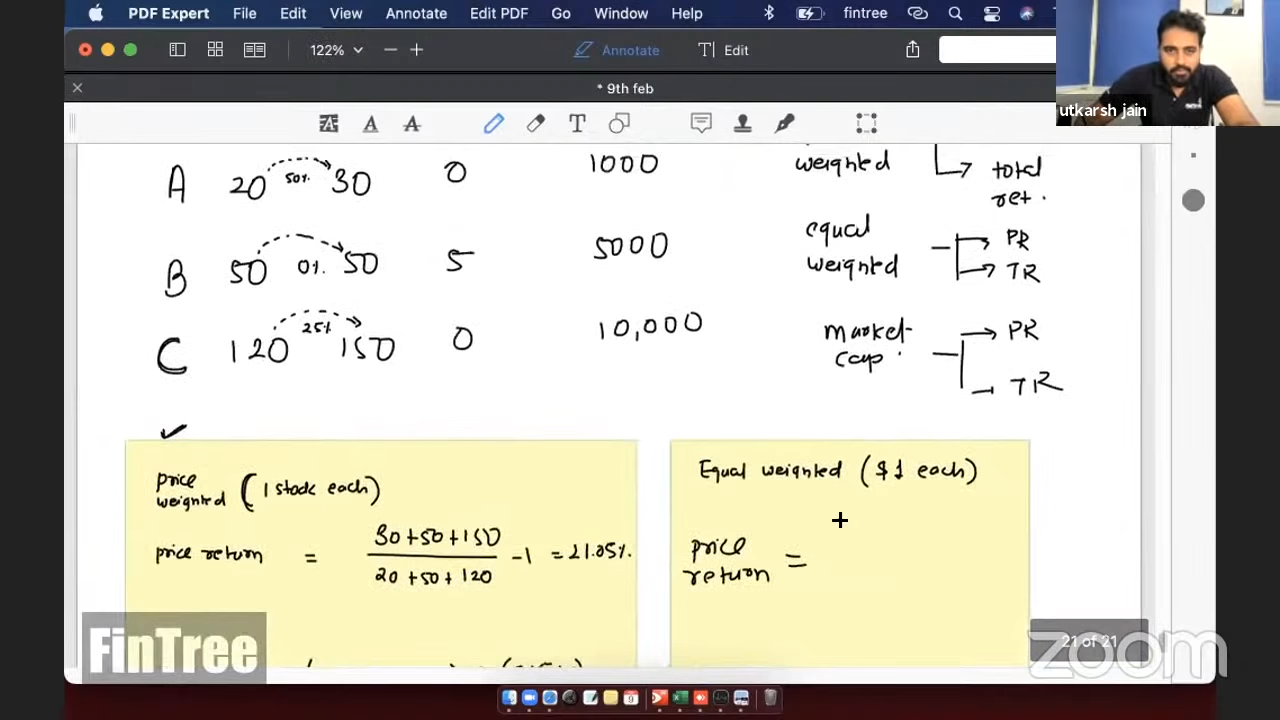 PDF Expert File Edit View Annotate Edit PDF Go Window Help fintree
122% Annotate T| Edit
* 9th feb
utkarsh jain
A 20 50% 30 0 1000
weighted
total
ret.
B 50 0% 50 5 5000
equal
weighted
PR
TR
C 120 25% 150 0 10,000
market
cap.
PR
TR
price
weighted (1 stock each)
price return = 30+50+150 / 20+50+120 -1 = 21.05%.
Equal weighted ($1 each)
price
return =
FinTree
21 of 21
zoom